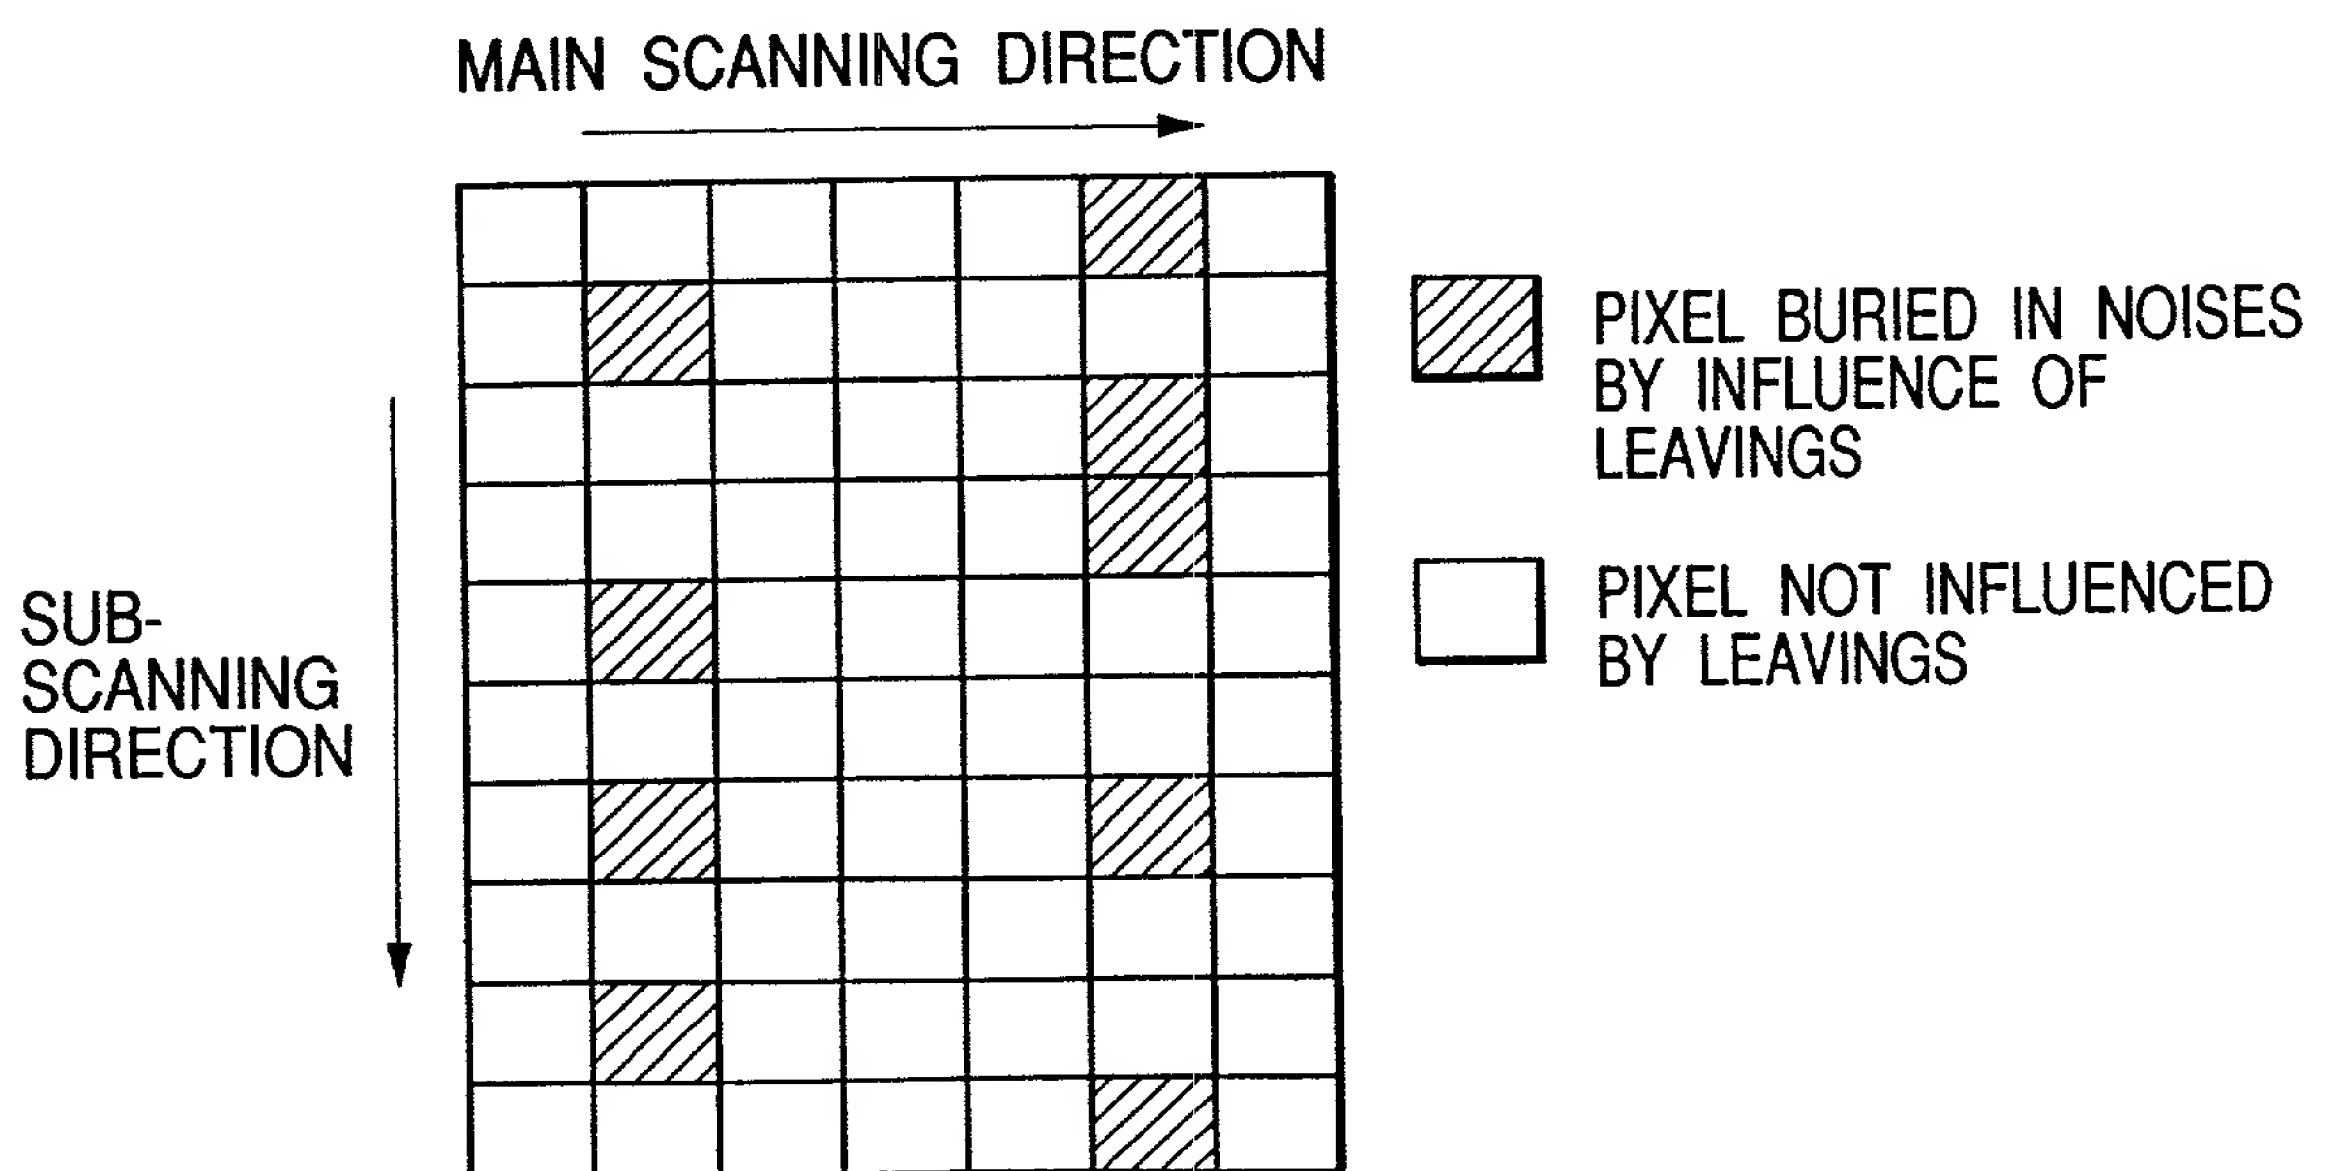 MAIN SCANNING DIRECTION
SUB-
SCANNING
DIRECTION
PIXEL BURIED IN NOISES
BY INFLUENCE OF
LEAVINGS
PIXEL NOT INFLUENCED
BY LEAVINGS